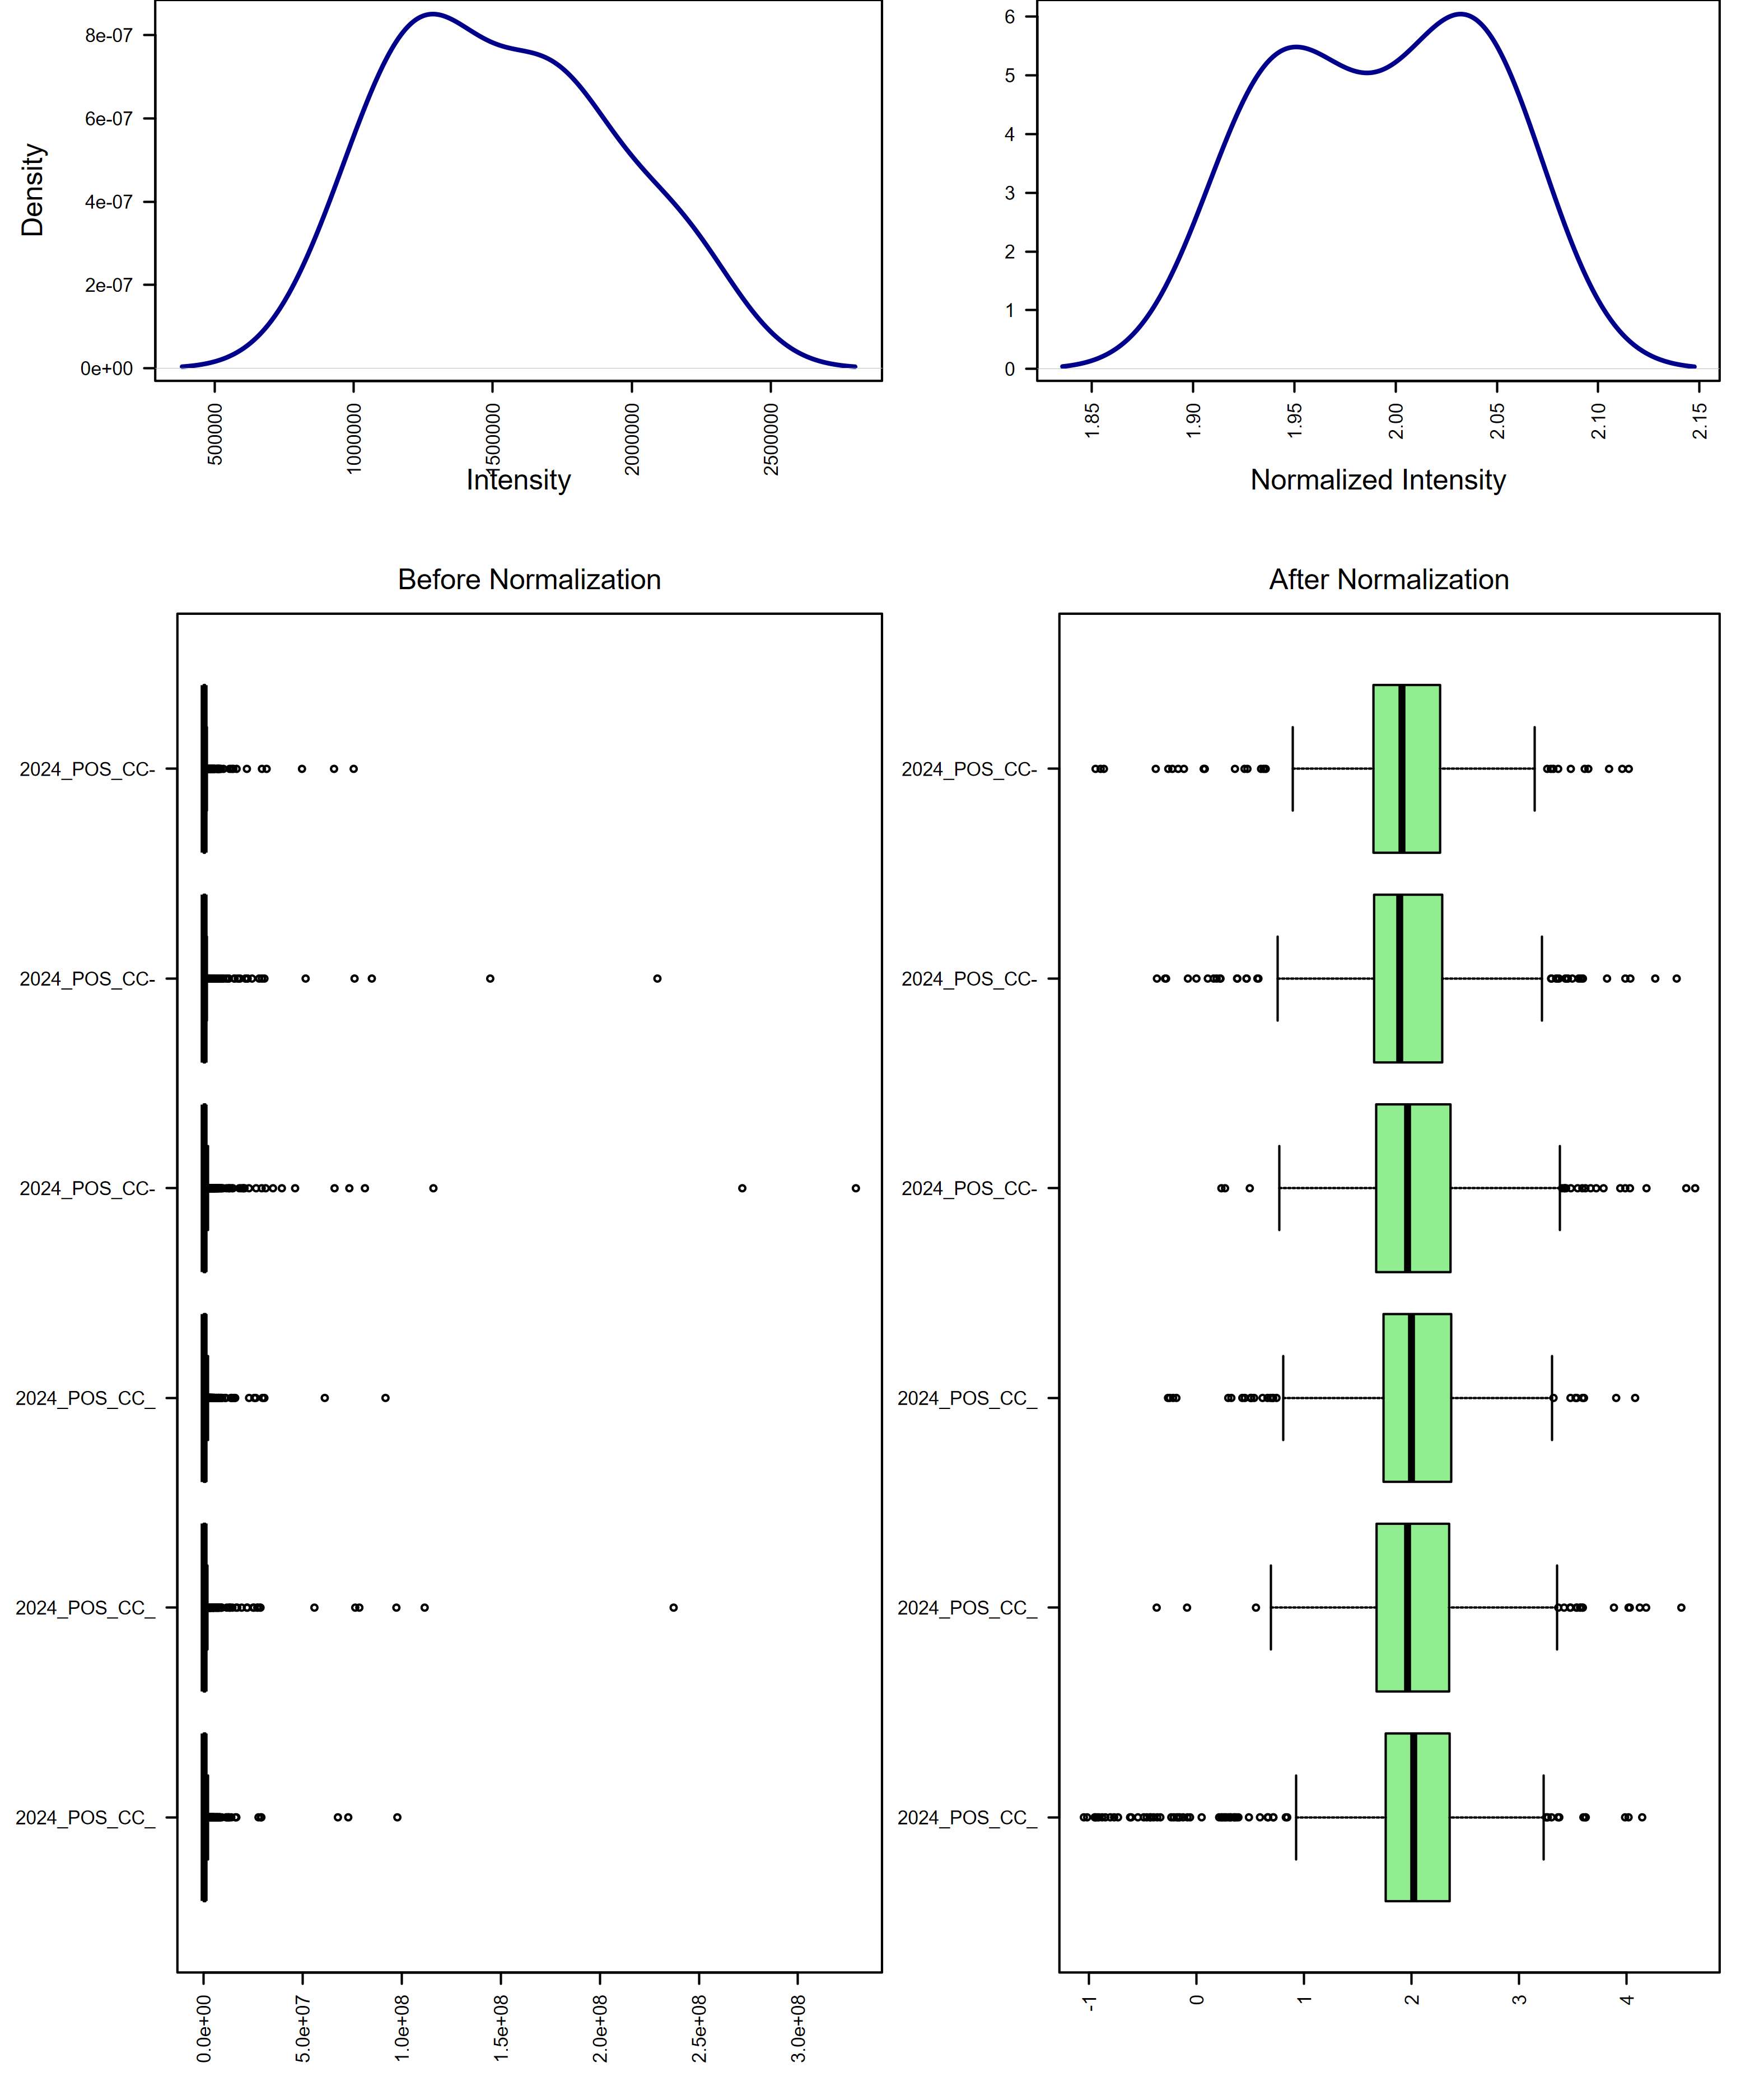 Density
8e-07
6e-07
4e-07
2e-07
0e+00
500000
1000000
1500000
2000000
2500000
Intensity
6
5
4
3
2
1
0
1.85
1.90
1.95
2.00
2.05
2.10
2.15
Normalized Intensity
Before Normalization
2024_POS_CC-
2024_POS_CC-
2024_POS_CC-
2024_POS_CC_
2024_POS_CC_
2024_POS_CC_
0.0e+00
5.0e+07
1.0e+08
1.5e+08
2.0e+08
2.5e+08
3.0e+08
After Normalization
2024_POS_CC-
2024_POS_CC-
2024_POS_CC-
2024_POS_CC_
2024_POS_CC_
2024_POS_CC_
-1
0
1
2
3
4